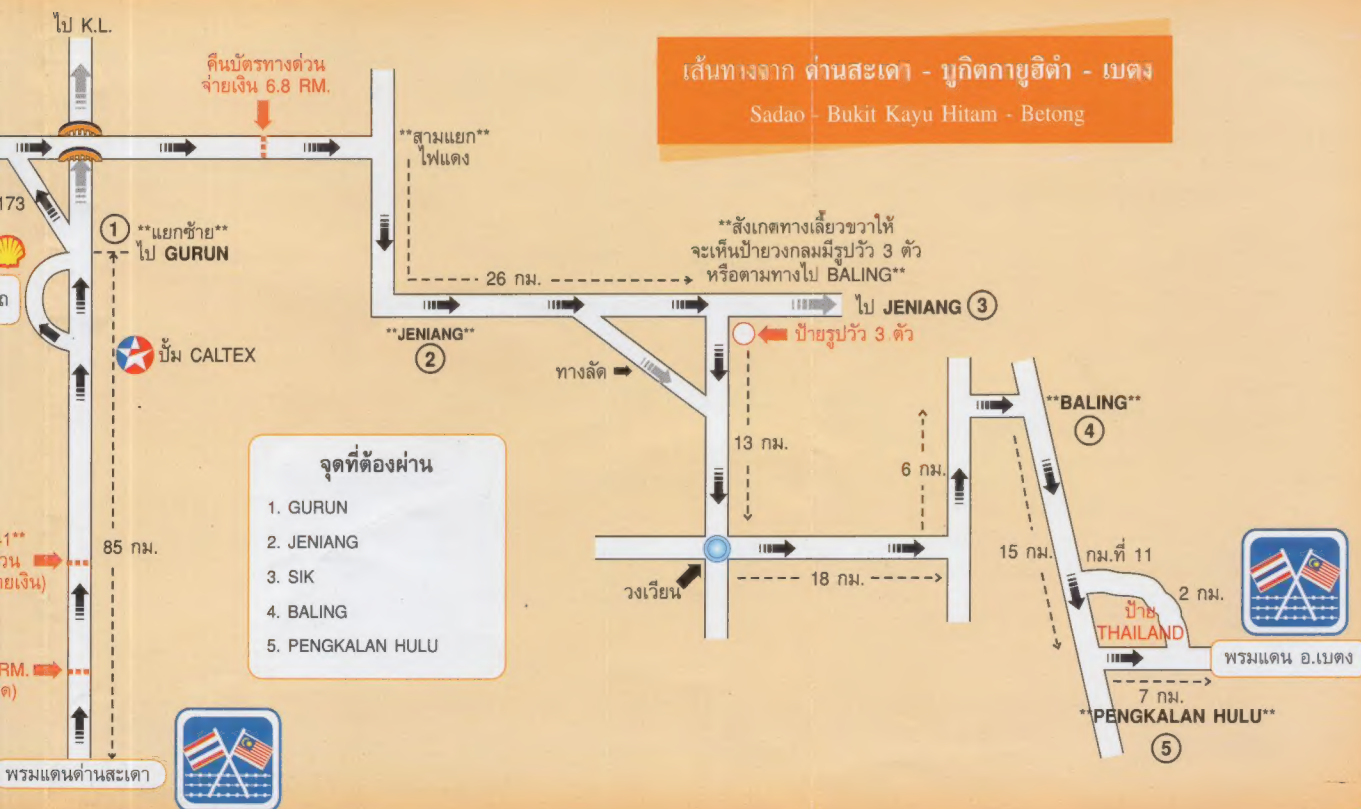 ไป K.L.
คืนบัตรทางด่วน
จ่ายเงิน 6.8 RM.
เส้นทางจาก ด่านสะเดา - บูกิตกายูฮิตำ - เบตง
Sadao - Bukit Kayu Hitam - Betong
**สามแยก**
ไฟแดง
173
1 **แยกซ้าย**
ไป GURUN
**สังเกตทางเลี้ยวขวาให้
จะเห็นป้ายวงกลมมีรูปวัว 3 ตัว
หรือตามทางไป BALING**
26 กม.
ไป JENIANG 3
**JENIANG**
2
ป้ายรูปวัว 3 ตัว
ปั๊ม CALTEX
ทางลัด
**BALING**
4
13 กม.
6 กม.
จุดที่ต้องผ่าน
1. GURUN
2. JENIANG
3. SIK
4. BALING
5. PENGKALAN HULU
85 กม.
15 กม.
กม.ที่ 11
2 กม.
วงเวียน
18 กม.
ป้าย
THAILAND
พรมแดน อ.เบตง
7 กม.
**PENGKALAN HULU**
5
RM.
พรมแดนด่านสะเดา